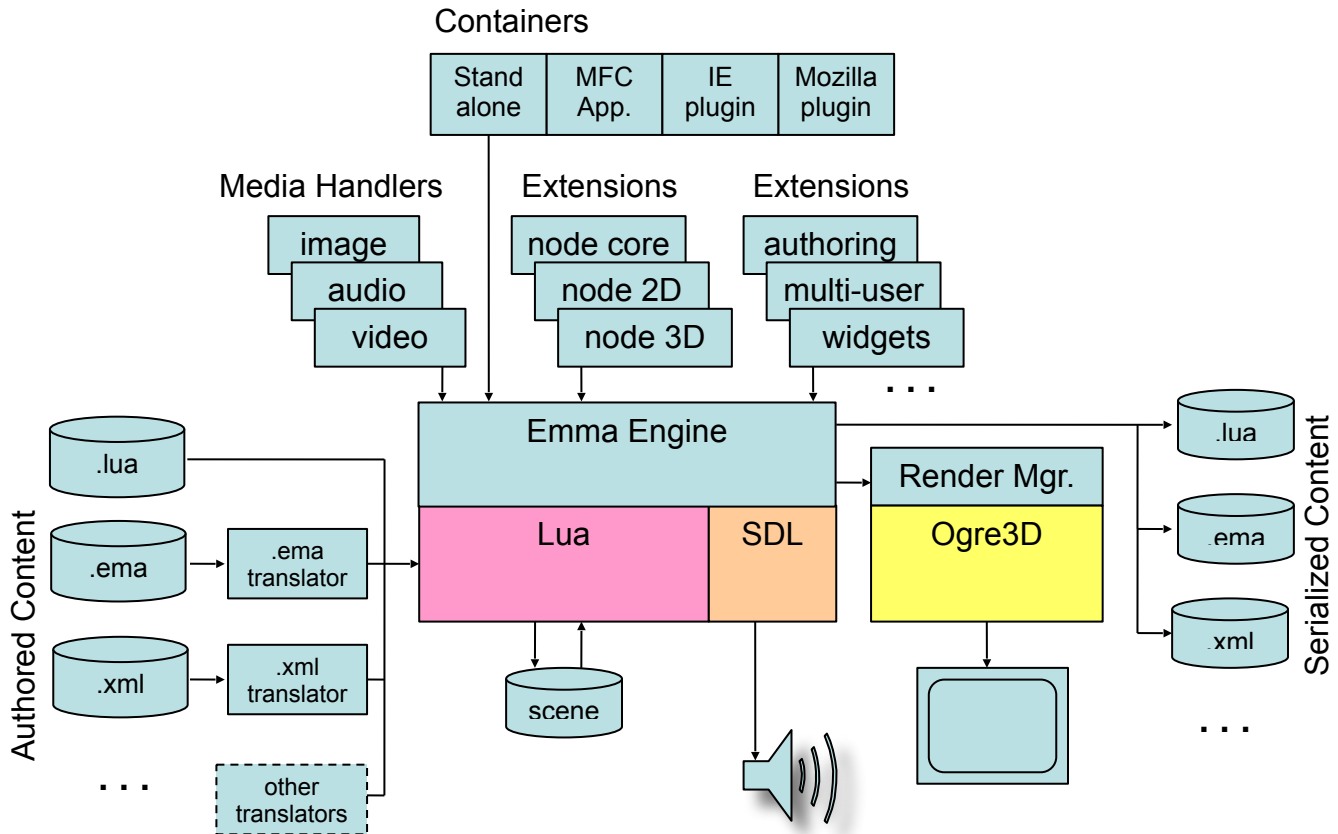 Containers
Stand
alone
MFC
App.
IE
plugin
Mozilla
plugin
Media Handlers
image
audio
video
Extensions
node core
node 2D
node 3D
Extensions
authoring
multi-user
widgets
. . .
Authored Content
.lua
.ema
.xml
. . .
.ema
translator
.xml
translator
other
translators
Emma Engine
Lua
SDL
scene
Render Mgr.
Ogre3D
Serialized Content
.lua
.ema
.xml
. . .